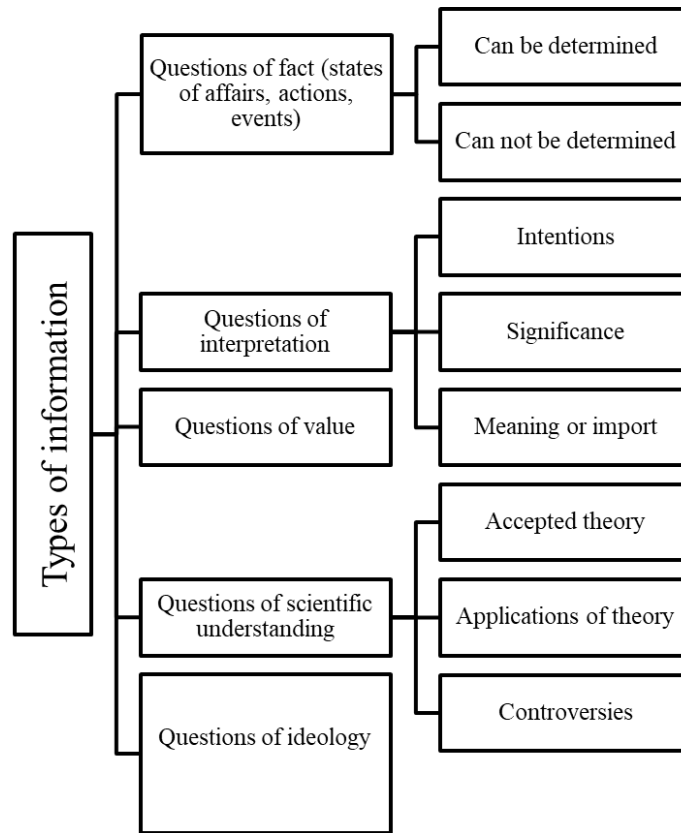 Types of information
Questions of fact (states
of affairs, actions,
events)
Can be determined
Can not be determined
Questions of
interpretation
Intentions
Significance
Meaning or import
Questions of value
Questions of scientific
understanding
Accepted theory
Applications of theory
Controversies
Questions of ideology